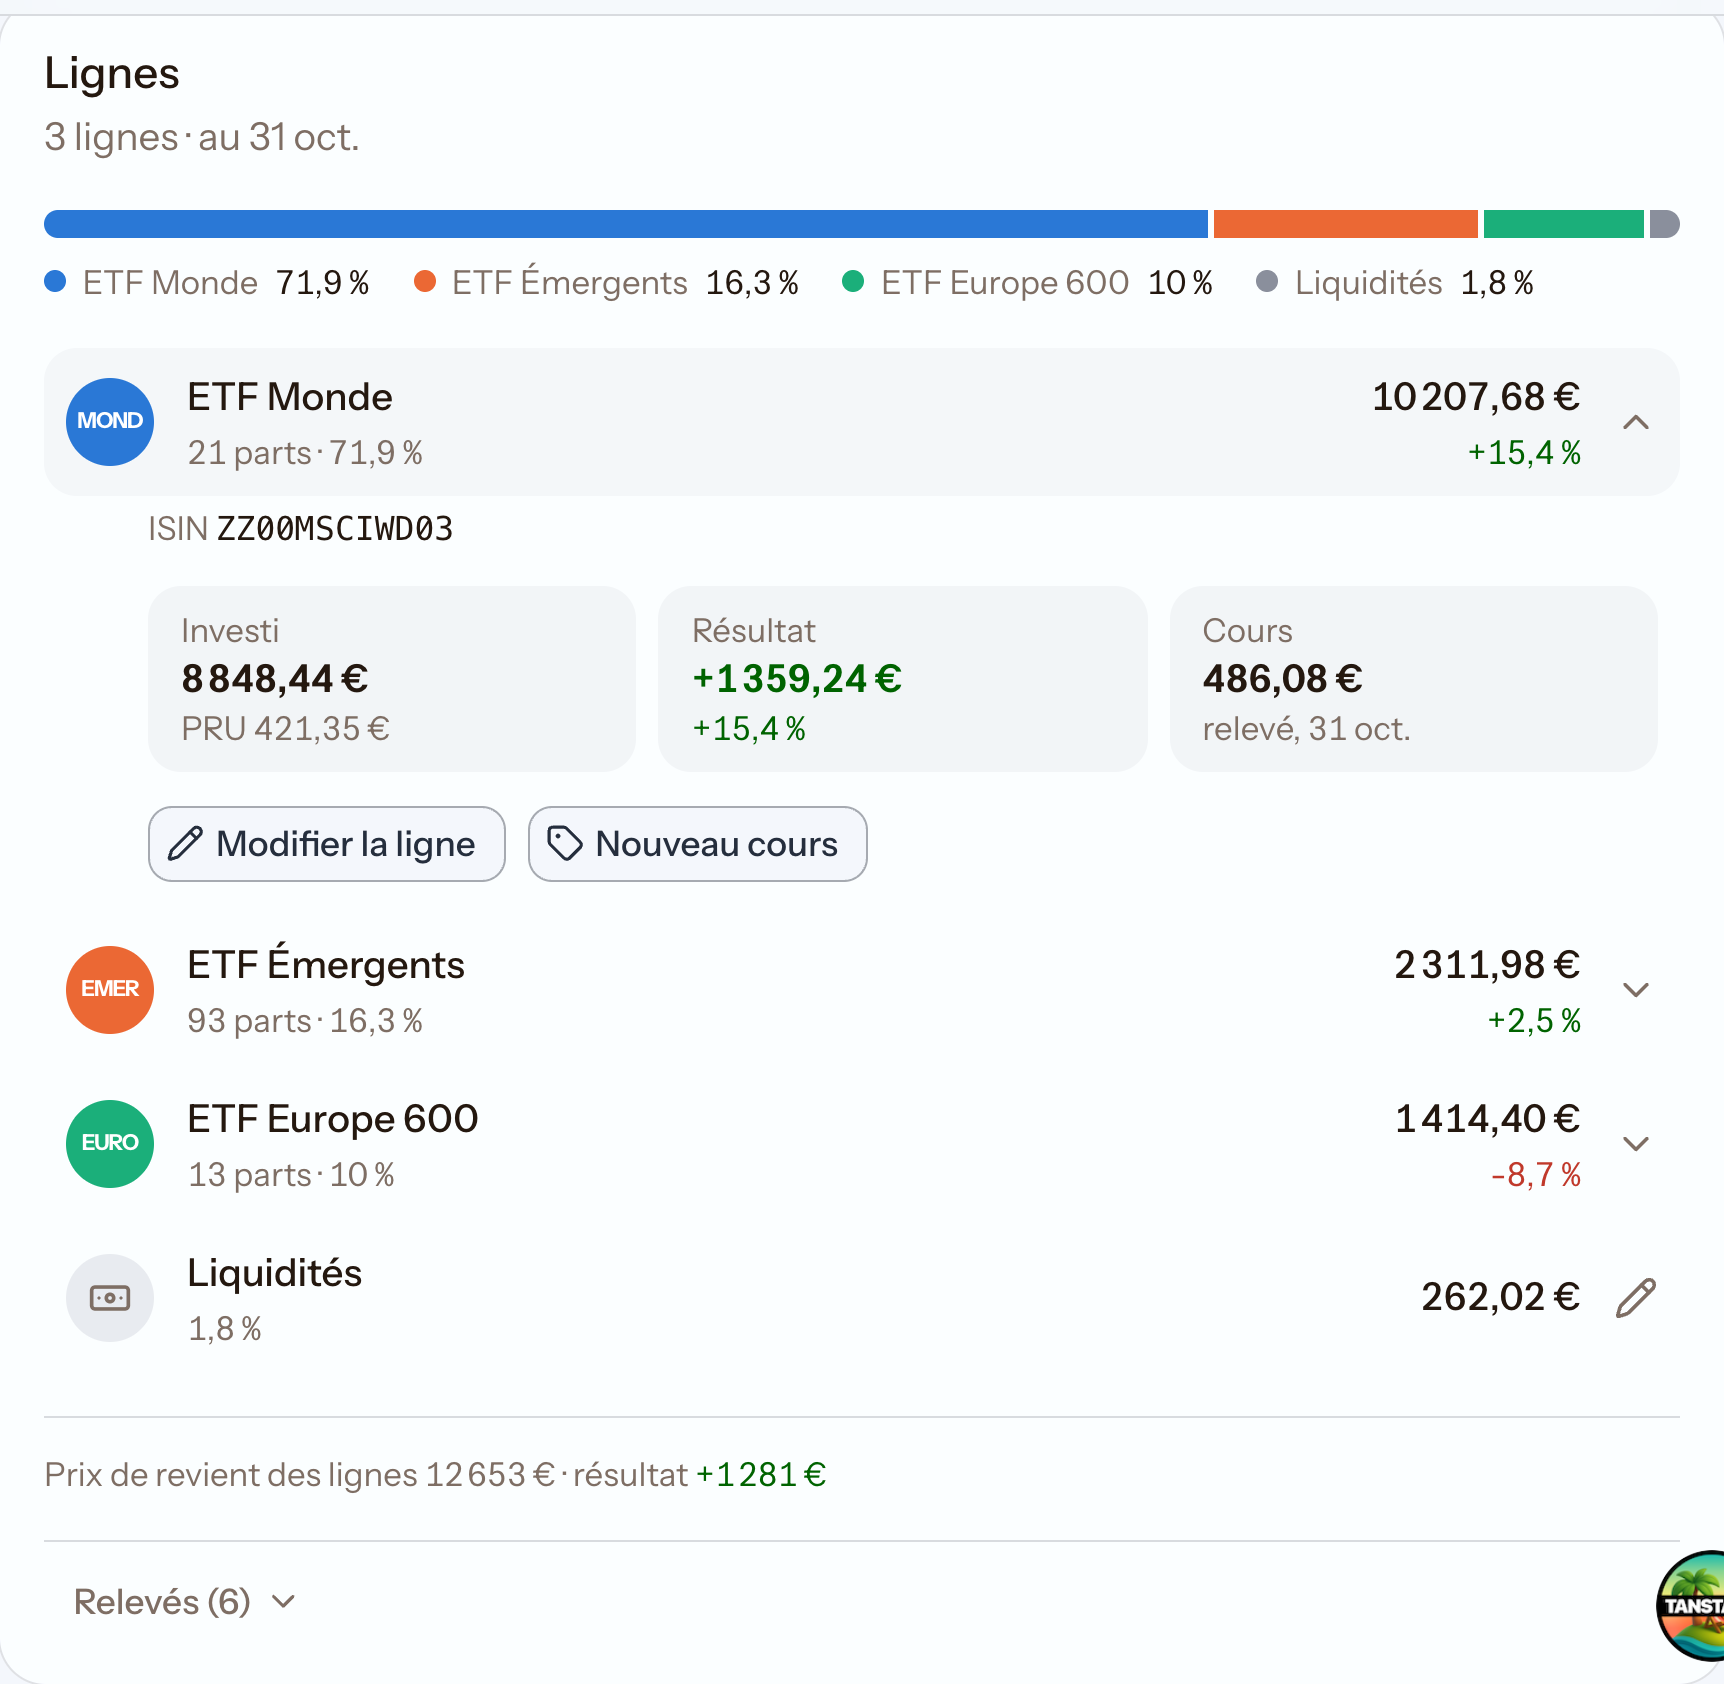 Lignes
3 lignes · au 31 oct.
ETF Monde 71,9 % ETF Émergents 16,3 % ETF Europe 600 10 % Liquidités 1,8 %
MOND
ETF Monde
21 parts · 71,9 %
10 207,68 €
+15,4 %
ISIN ZZ00MSCIWD03
Investi
8 848,44 €
PRU 421,35 €
Résultat
+1 359,24 €
+15,4 %
Cours
486,08 €
relevé, 31 oct.
Modifier la ligne
Nouveau cours
EMER
ETF Émergents
93 parts · 16,3 %
2 311,98 €
+2,5 %
EURO
ETF Europe 600
13 parts · 10 %
1 414,40 €
-8,7 %
Liquidités
1,8 %
262,02 €
Prix de revient des lignes 12 653 € · résultat +1 281 €
Relevés (6)